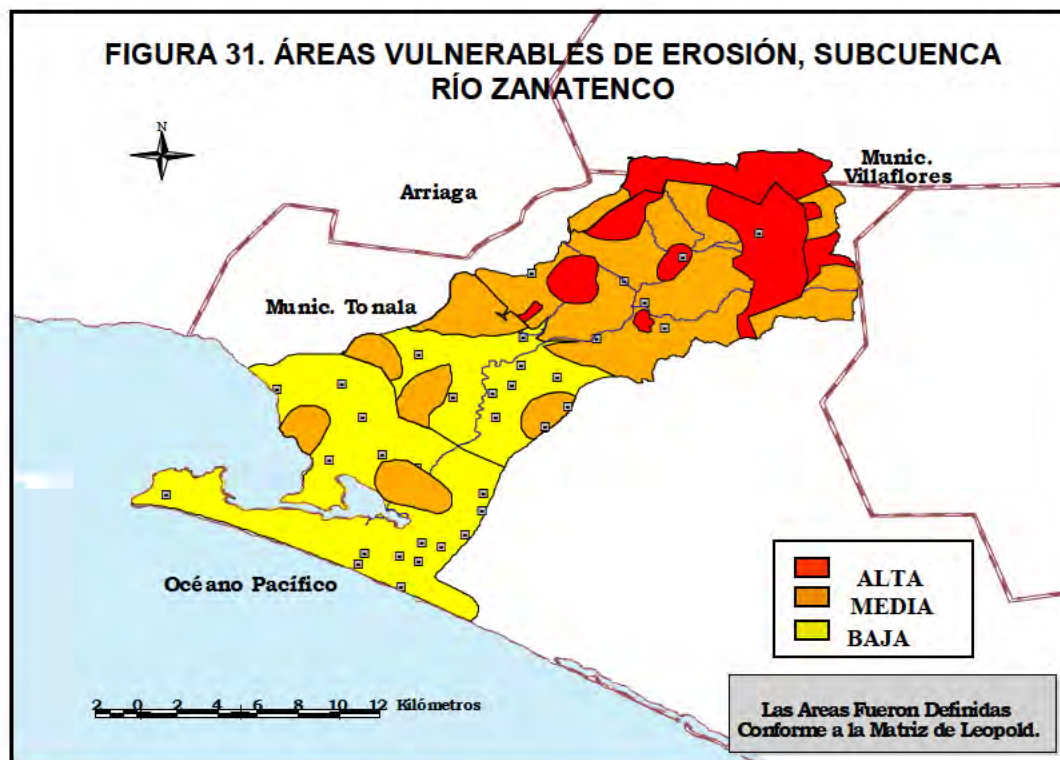 FIGURA 31. ÁREAS VULNERABLES DE EROSIÓN, SUBCUENCA
RÍO ZANATENCO
N
Munic.
Villaflores
Arriaga
Munic. Tonala
Océano Pacífico
ALTA
MEDIA
BAJA
2 0 2 4 6 8 10 12 Kilómetros
Las Areas Fueron Definidas
Conforme a la Matriz de Leopold.